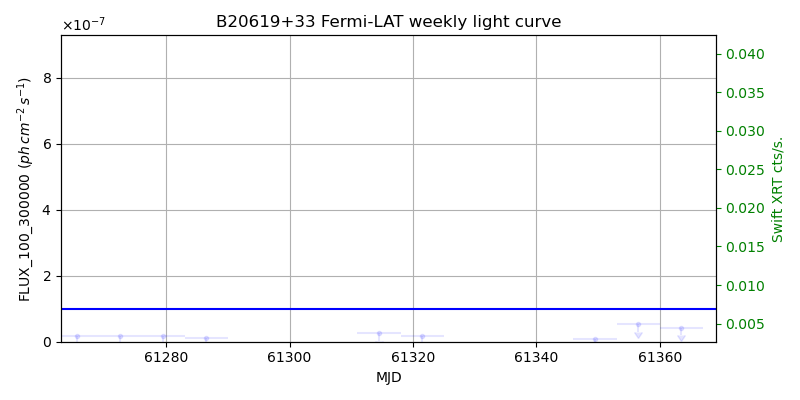 B20619+33 Fermi-LAT weekly light curve
×10⁻⁷
FLUX_100_300000 (ph cm⁻² s⁻¹)
8
6
4
2
0
61280 61300 61320 61340 61360
MJD
0.040
0.035
0.030
0.025
0.020
0.015
0.010
0.005
Swift XRT cts/s.